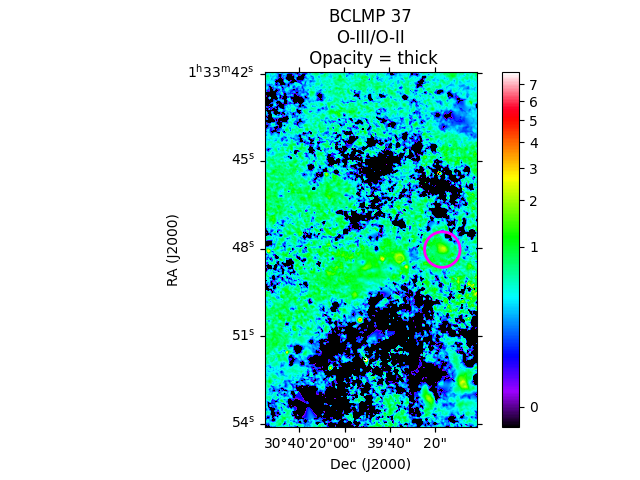 BCLMP 37
O-III/O-II
Opacity = thick
1h33m42s
45s
48s
51s
54s
RA (J2000)
30°40'20"00" 39'40" 20"
Dec (J2000)
7
6
5
4
3
2
1
0